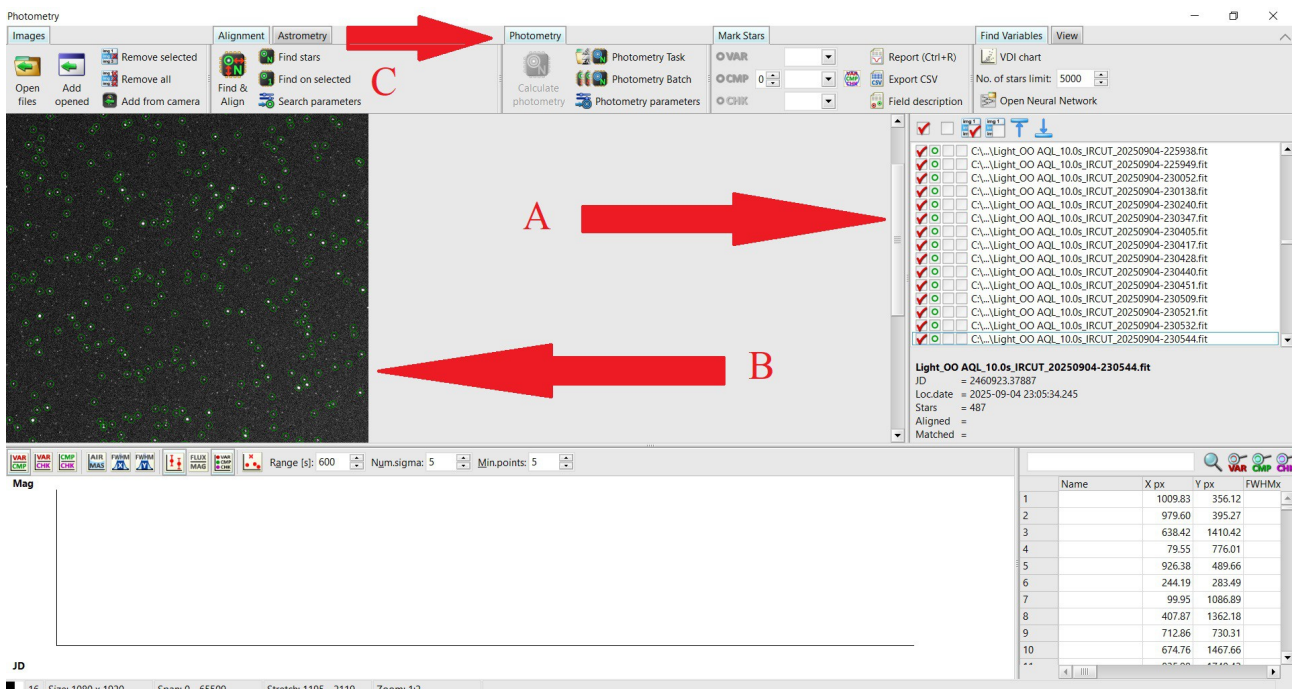 Photometry
Images Alignment Astrometry Photometry Mark Stars Find Variables View
Remove selected Find stars Photometry Task VAR Report (Ctrl+R) VDI chart
Remove all Find on selected Photometry Batch CMP 0 Export CSV No. of stars limit: 5000
Open files Add opened Add from camera Find & Align Search parameters Calculate photometry Photometry parameters CHK Field description Open Neural Network
C
A
B
C:\...\Light_OO AQL_10.0s_IRCUT_20250904-225938.fit
C:\...\Light_OO AQL_10.0s_IRCUT_20250904-225949.fit
C:\...\Light_OO AQL_10.0s_IRCUT_20250904-230052.fit
C:\...\Light_OO AQL_10.0s_IRCUT_20250904-230138.fit
C:\...\Light_OO AQL_10.0s_IRCUT_20250904-230240.fit
C:\...\Light_OO AQL_10.0s_IRCUT_20250904-230347.fit
C:\...\Light_OO AQL_10.0s_IRCUT_20250904-230405.fit
C:\...\Light_OO AQL_10.0s_IRCUT_20250904-230417.fit
C:\...\Light_OO AQL_10.0s_IRCUT_20250904-230428.fit
C:\...\Light_OO AQL_10.0s_IRCUT_20250904-230440.fit
C:\...\Light_OO AQL_10.0s_IRCUT_20250904-230451.fit
C:\...\Light_OO AQL_10.0s_IRCUT_20250904-230509.fit
C:\...\Light_OO AQL_10.0s_IRCUT_20250904-230521.fit
C:\...\Light_OO AQL_10.0s_IRCUT_20250904-230532.fit
C:\...\Light_OO AQL_10.0s_IRCUT_20250904-230544.fit
Light_OO AQL_10.0s_IRCUT_20250904-230544.fit
JD = 2460923.37887
Loc.date = 2025-09-04 23:05:34.245
Stars = 487
Aligned =
Matched =
VAR CMP VAR CHK CMP CHK AIR MAS FWHM X FWHM Y FLUX MAG Range [s]: 600 Num.sigma: 5 Min.points: 5
VAR CMP CHK
Mag
JD
Name X px Y px FWHMx
1 1009.83 356.12
2 979.60 395.27
3 638.42 1410.42
4 79.55 776.01
5 926.38 489.66
6 244.19 283.49
7 99.95 1086.89
8 407.87 1362.18
9 712.86 730.31
10 674.76 1467.66